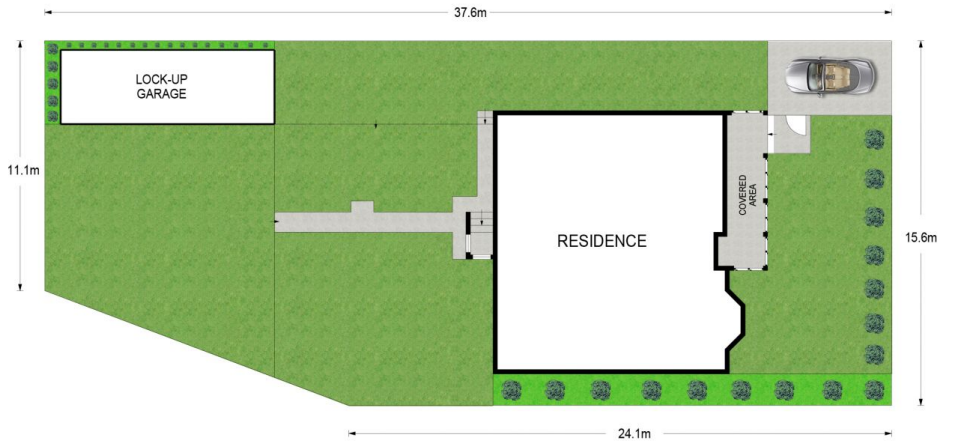 37.6m
LOCK-UP
GARAGE
11.1m
COVERED
AREA
RESIDENCE
15.6m
24.1m